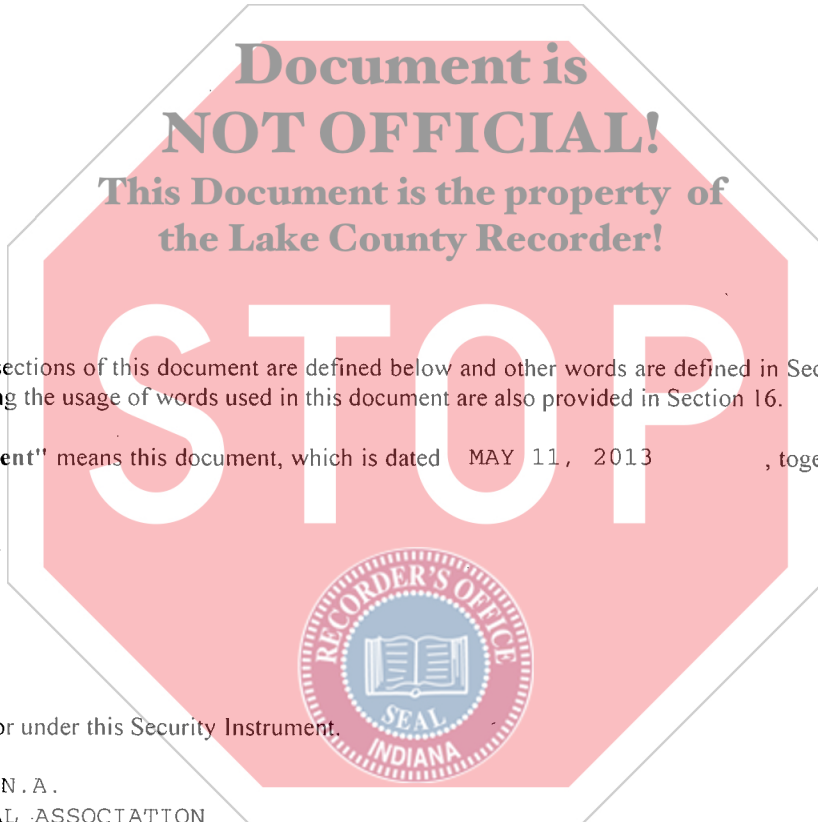 Document is
NOT OFFICIAL!
This Document is the property of
the Lake County Recorder!
STOP
ections of this document are defined below and other words are defined in Sec
g the usage of words used in this document are also provided in Section 16.
ent" means this document, which is dated MAY 11, 2013 , toge
RECORDER'S OFFICE
SEAL
INDIANA
or under this Security Instrument.
N.A.
AL ASSOCIATION